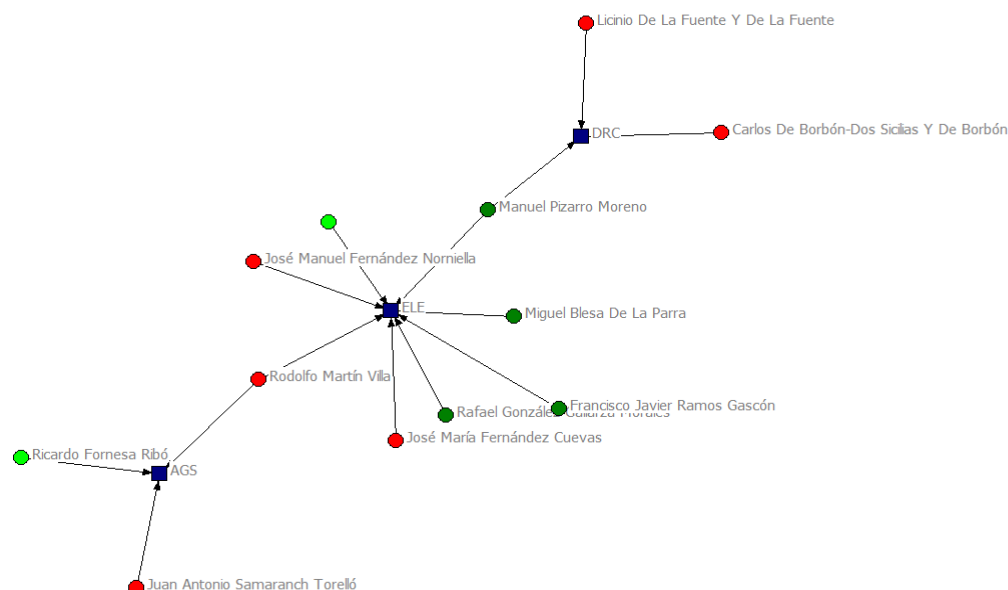 Licinio De La Fuente Y De La Fuente
DRC
Carlos De Borbón-Dos Sicilias Y De Borbón
Manuel Pizarro Moreno
José Manuel Fernández Norniella
ELE
Miguel Blesa De La Parra
Rodolfo Martín Villa
Francisco Javier Ramos Gascón
Rafael González-Gallarza Morales
José María Fernández Cuevas
Ricardo Fornesa Ribó
AGS
Juan Antonio Samaranch Torelló